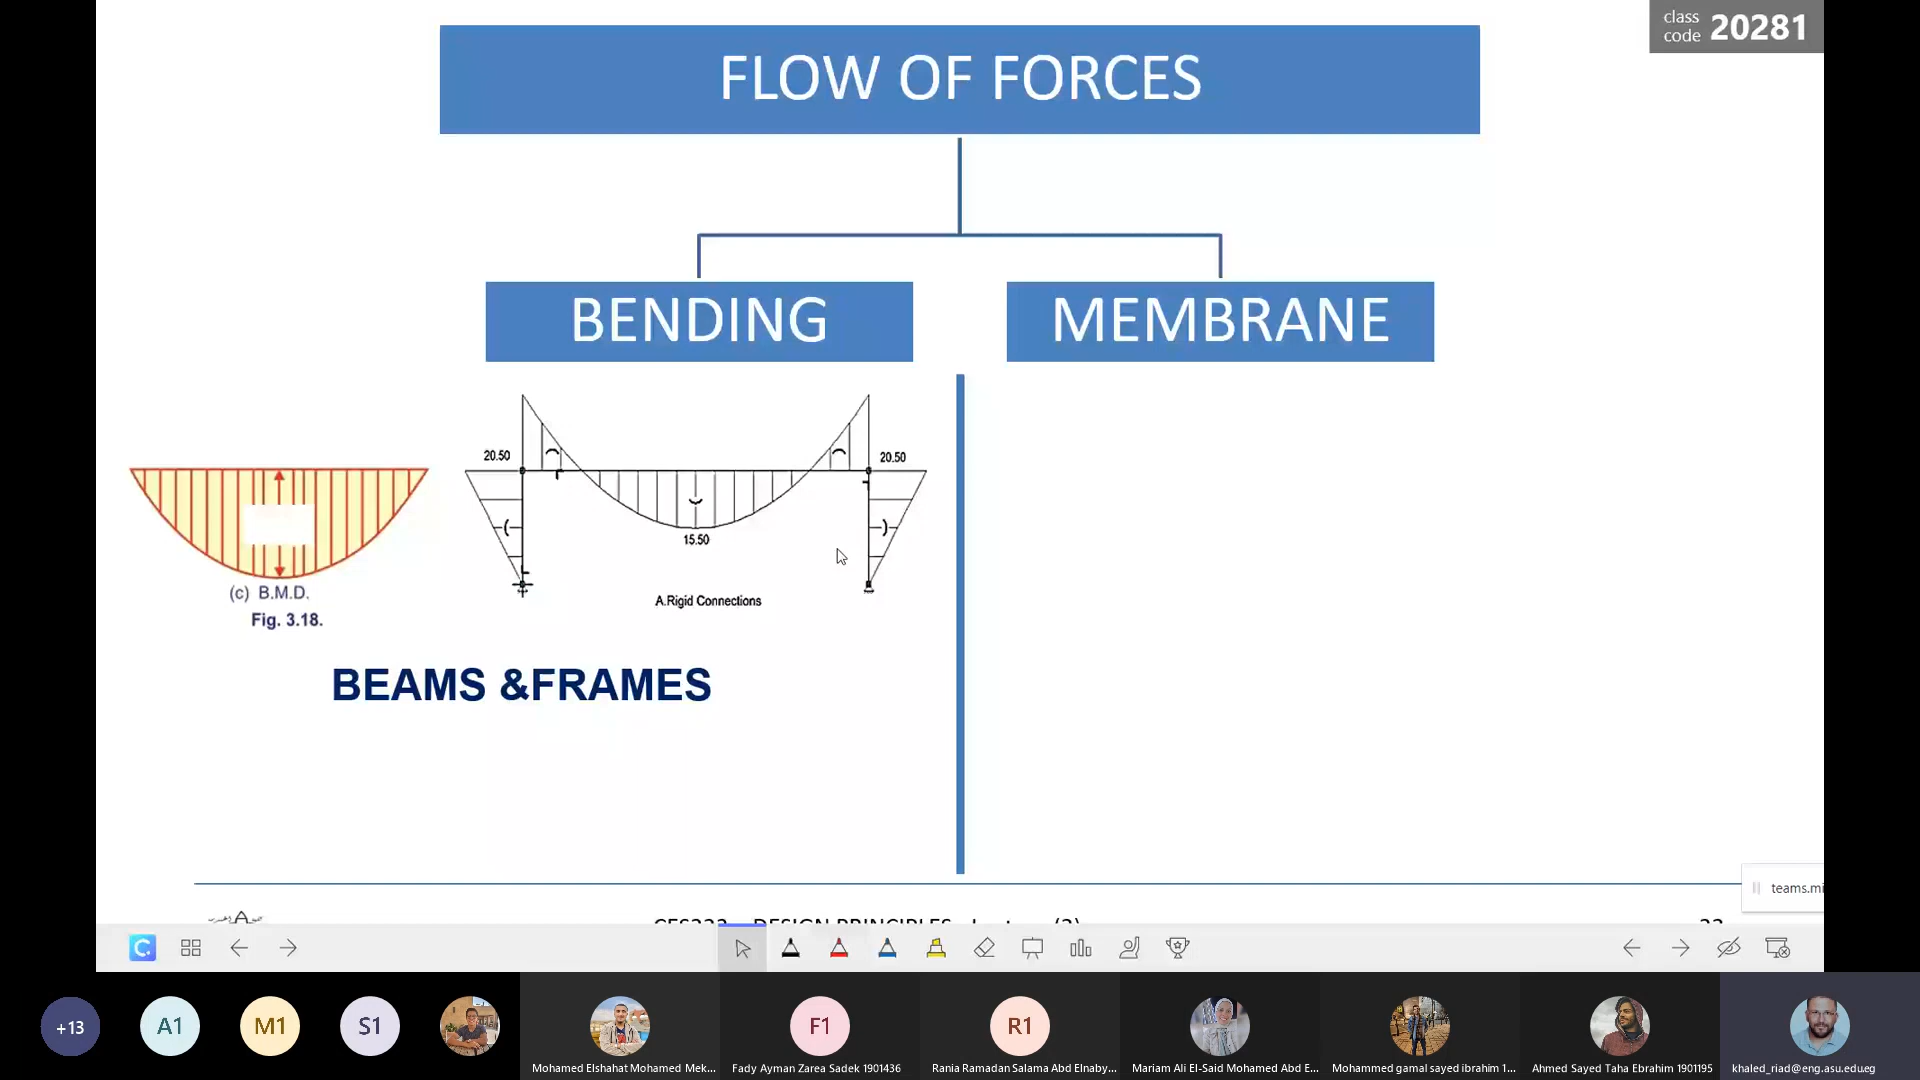 class
code 20281
FLOW OF FORCES
BENDING
MEMBRANE
20.50
20.50
15.50
(c) B.M.D.
Fig. 3.18.
A.Rigid Connections
BEAMS &FRAMES
teams.mi
+13
A1
M1
S1
F1
R1
Mohamed Elshahat Mohamed Mek...
Fady Ayman Zarea Sadek 1901436
Rania Ramadan Salama Abd Elnaby...
Mariam Ali El-Said Mohamed Abd E...
Mohammed gamal sayed ibrahim 1...
Ahmed Sayed Taha Ebrahim 1901195
khaled_riad@eng.asu.edu.eg